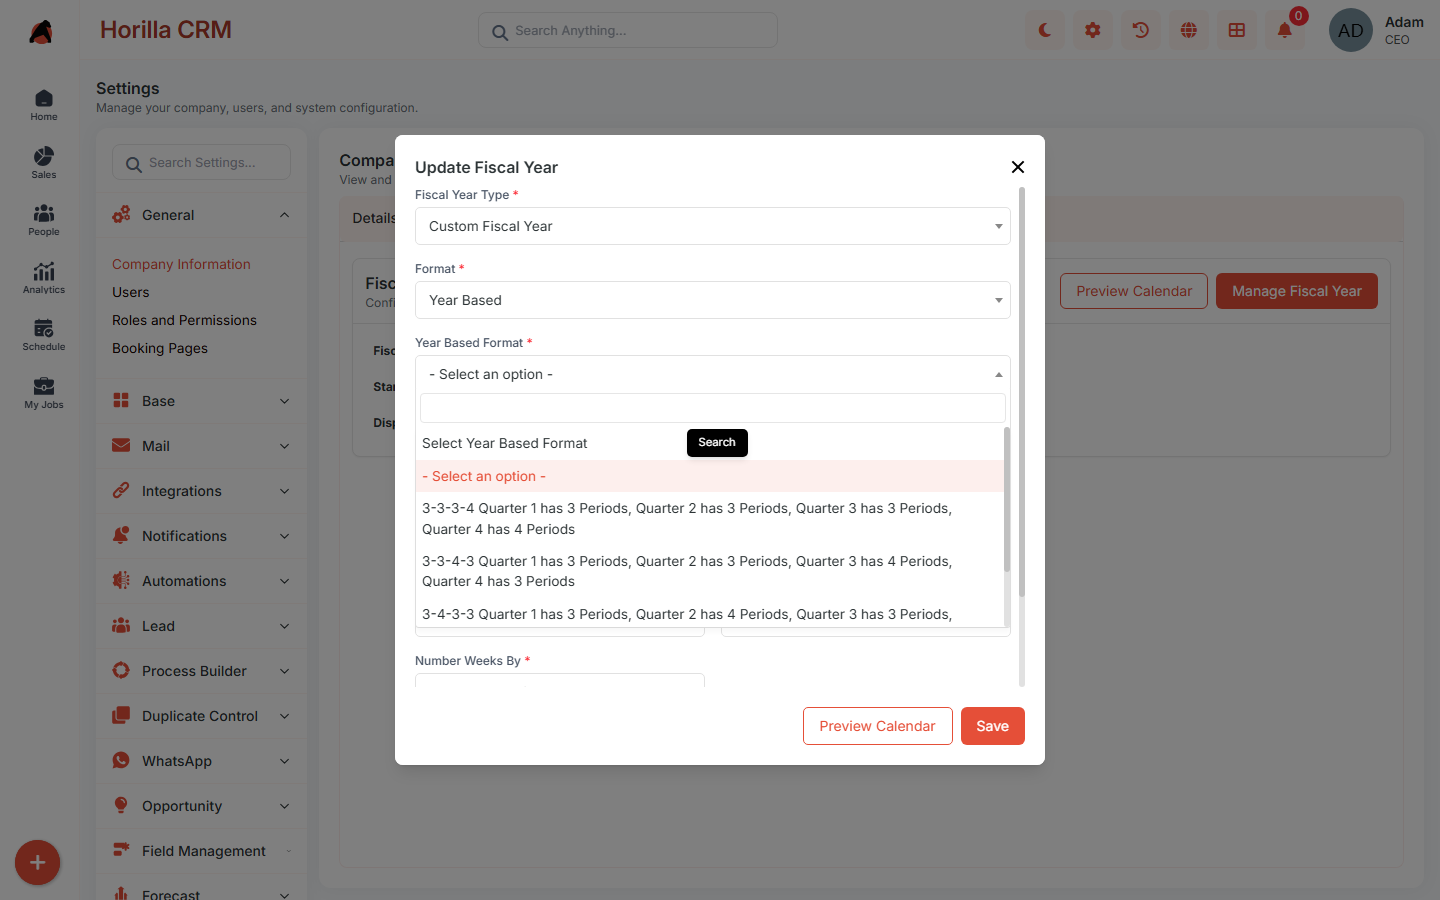 Horilla CRM
Search Anything...
0
AD
Adam
CEO
Home
Sales
People
Analytics
Schedule
My Jobs
Settings
Manage your company, users, and system configuration.
Search Settings...
General
Company Information
Users
Roles and Permissions
Booking Pages
Base
Mail
Integrations
Notifications
Automations
Lead
Process Builder
Duplicate Control
WhatsApp
Opportunity
Field Management
Forecast
View and
Details
Preview Calendar
Manage Fiscal Year
Update Fiscal Year
Fiscal Year Type *
Custom Fiscal Year
Format *
Year Based
Year Based Format *
- Select an option -
Select Year Based Format
Search
- Select an option -
3-3-3-4 Quarter 1 has 3 Periods, Quarter 2 has 3 Periods, Quarter 3 has 3 Periods,
Quarter 4 has 4 Periods
3-3-4-3 Quarter 1 has 3 Periods, Quarter 2 has 3 Periods, Quarter 3 has 4 Periods,
Quarter 4 has 3 Periods
3-4-3-3 Quarter 1 has 3 Periods, Quarter 2 has 4 Periods, Quarter 3 has 3 Periods,
Number Weeks By *
Preview Calendar
Save